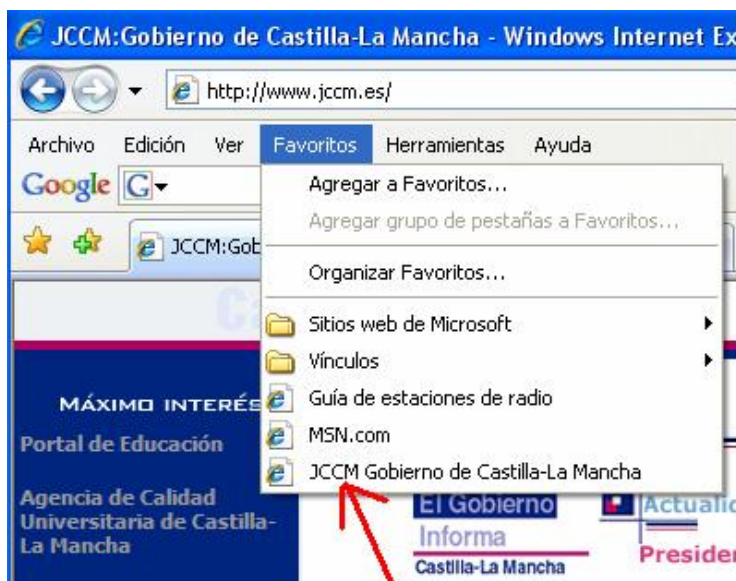 JCCM:Gobierno de Castilla-La Mancha - Windows Internet Ex
http://www.jccm.es/
Archivo Edición Ver Favoritos Herramientas Ayuda
Google G
Agregar a Favoritos...
Agregar grupo de pestañas a Favoritos...
JCCM:Gob
Organizar Favoritos...
Sitios web de Microsoft
Vínculos
Guía de estaciones de radio
MSN.com
JCCM Gobierno de Castilla-La Mancha
MÁXIMO INTERÉS
Portal de Educación
Agencia de Calidad
Universitaria de Castilla-
La Mancha
El Gobierno
Informa
Castilla-La Mancha
Actualid
Presiden